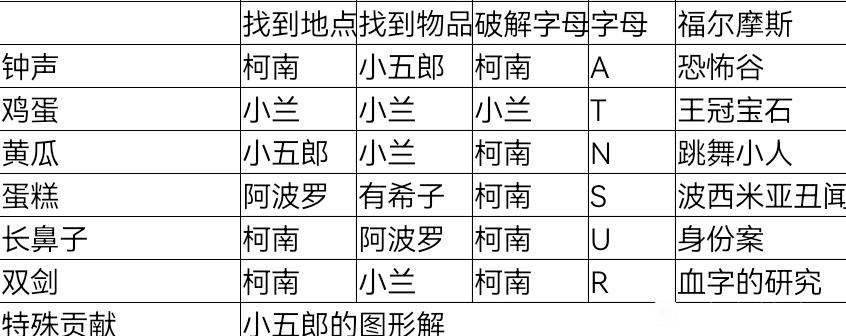 找到地点 找到物品 破解字母 字母 福尔摩斯
钟声 柯南 小五郎 柯南 A 恐怖谷
鸡蛋 小兰 小兰 小兰 T 王冠宝石
黄瓜 小五郎 小兰 柯南 N 跳舞小人
蛋糕 阿波罗 有希子 柯南 S 波西米亚丑闻
长鼻子 柯南 阿波罗 柯南 U 身份案
双剑 柯南 小兰 柯南 R 血字的研究
特殊贡献 小五郎的图形解